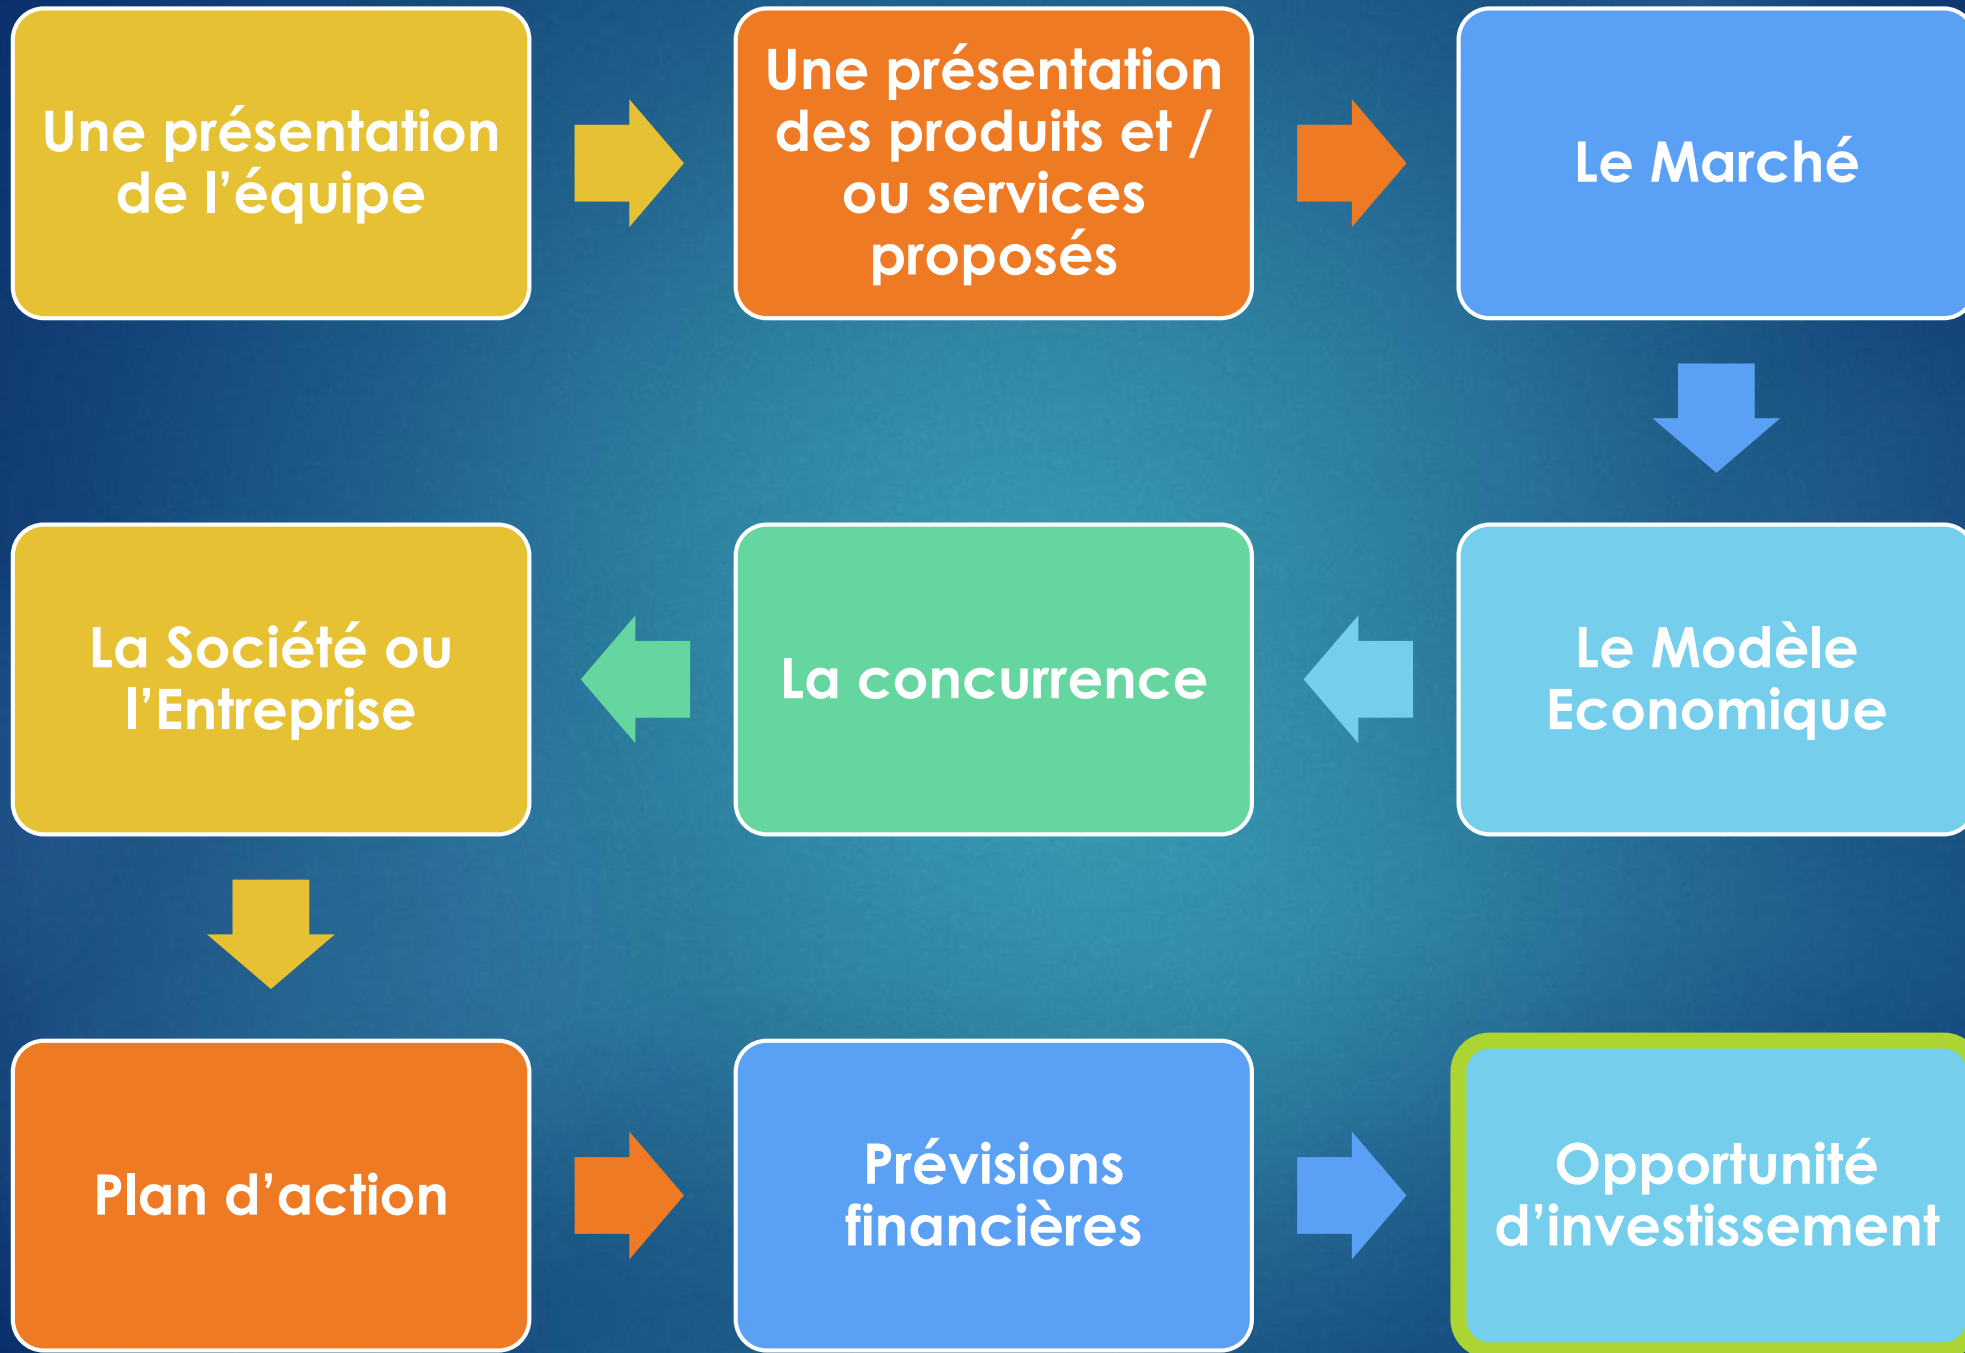 Une présentation
de l’équipe
Une présentation
des produits et /
ou services
proposés
Le Marché
Le Modèle
Economique
La concurrence
La Société ou
l’Entreprise
Plan d’action
Prévisions
financières
Opportunité
d’investissement